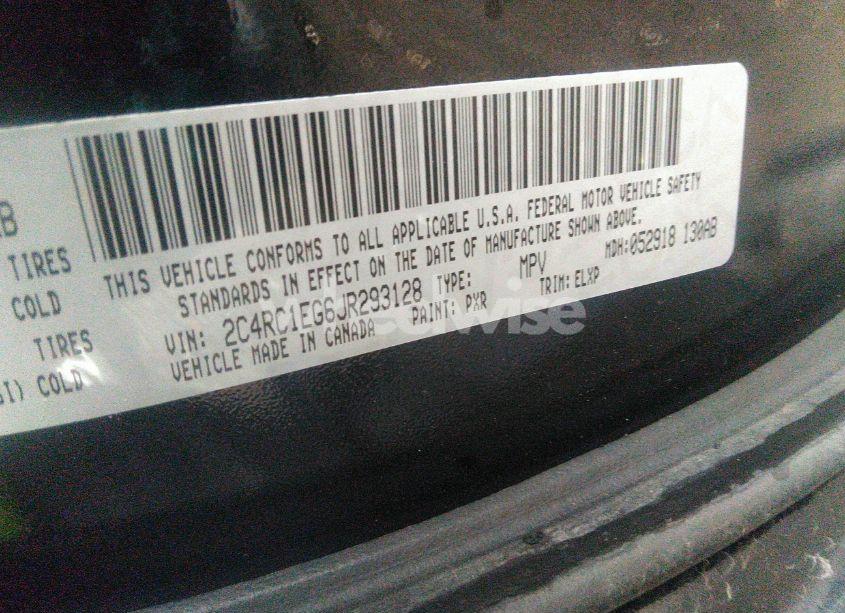 B
TIRES
COLD
TIRES
SI) COLD
THIS VEHICLE CONFORMS TO ALL APPLICABLE U.S.A. FEDERAL MOTOR VEHICLE SAFETY
STANDARDS IN EFFECT ON THE DATE OF MANUFACTURE SHOWN ABOVE.
VIN: 2C4RC1EG6JR293128 TYPE: MPV MDH:052918 130AB
VEHICLE MADE IN CANADA PAINT: PXR TRIM:ELXP